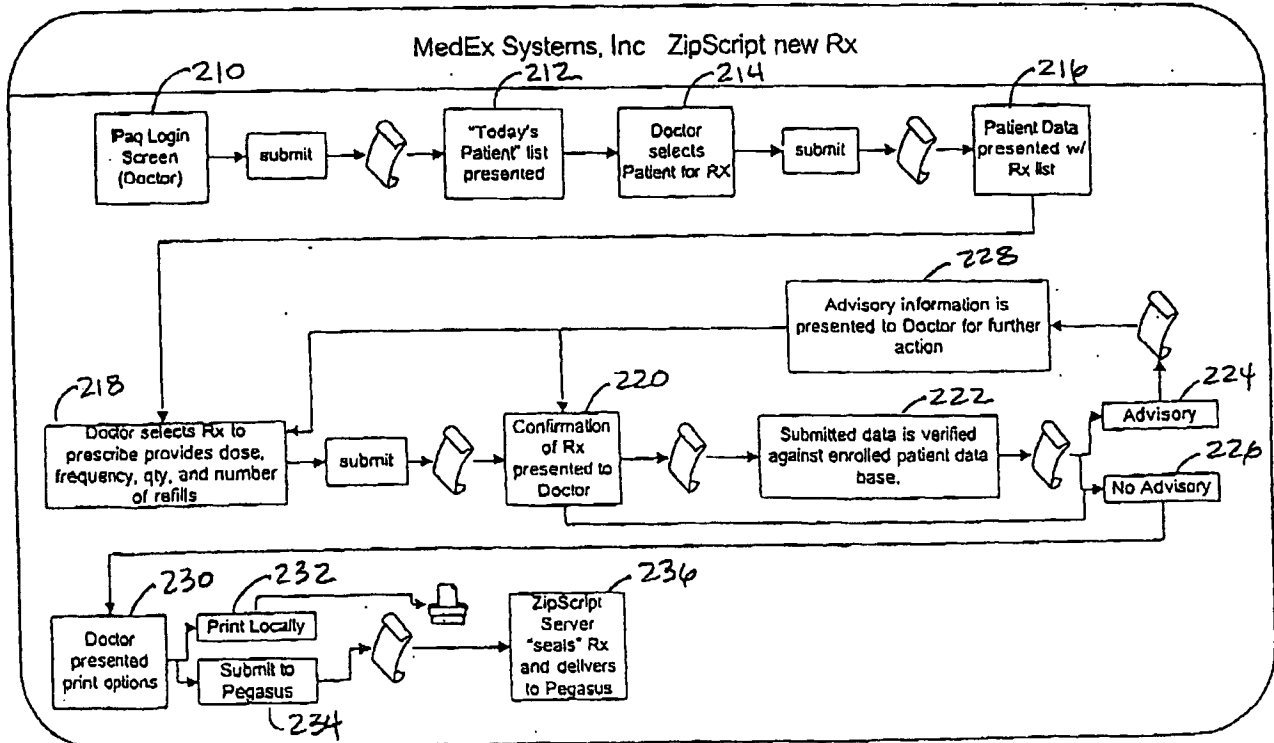 MedEx Systems, Inc ZipScript new Rx
210
212
214
216
iPaq Login
Screen
(Doctor)
submit
"Today's
Patient" list
presented
Doctor
selects
Patient for RX
submit
Patient Data
presented w/
Rx list
228
Advisory information is
presented to Doctor for further
action
218
Doctor selects Rx to
prescribe provides dose,
frequency, qty, and number
of refills
submit
220
Confirmation
of Rx
presented to
Doctor
222
Submitted data is verified
against enrolled patient data
base.
224
Advisory
226
No Advisory
230
Doctor
presented
print options
232
Print Locally
Submit to
Pegasus
234
236
ZipScript
Server
"seals" Rx
and delivers
to Pegasus